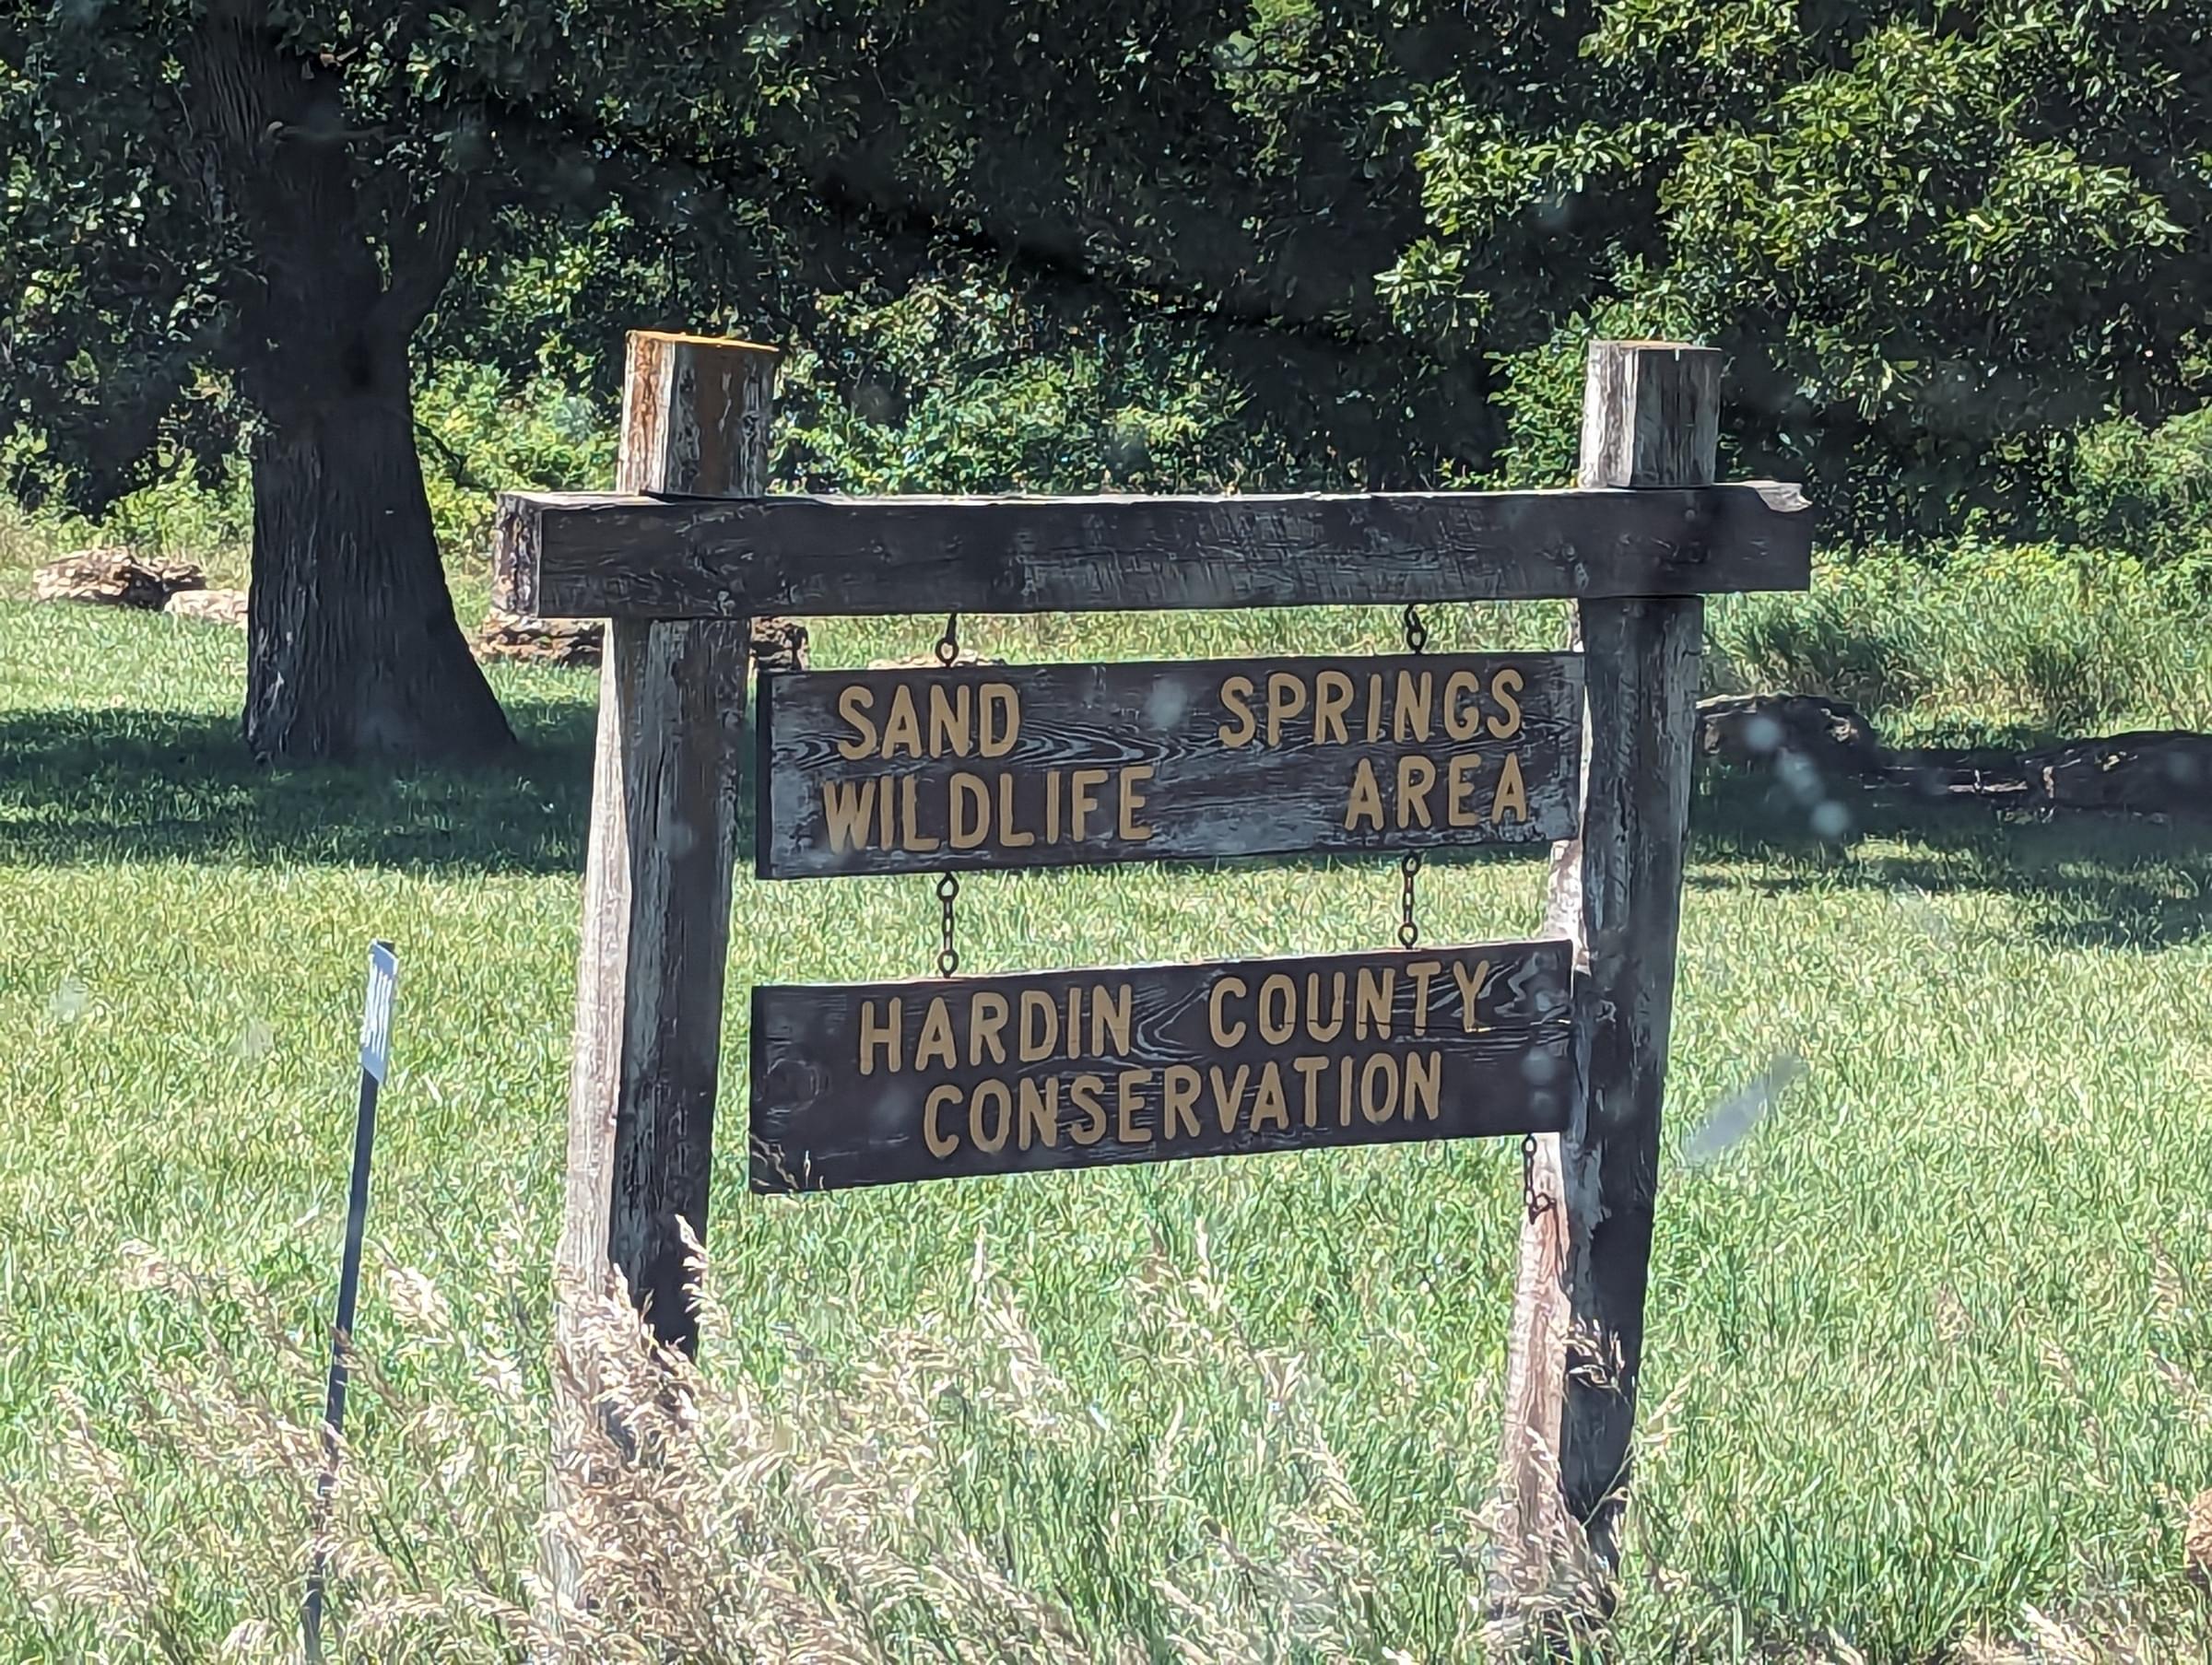 SAND SPRINGS
WILDLIFE AREA
HARDIN COUNTY
CONSERVATION